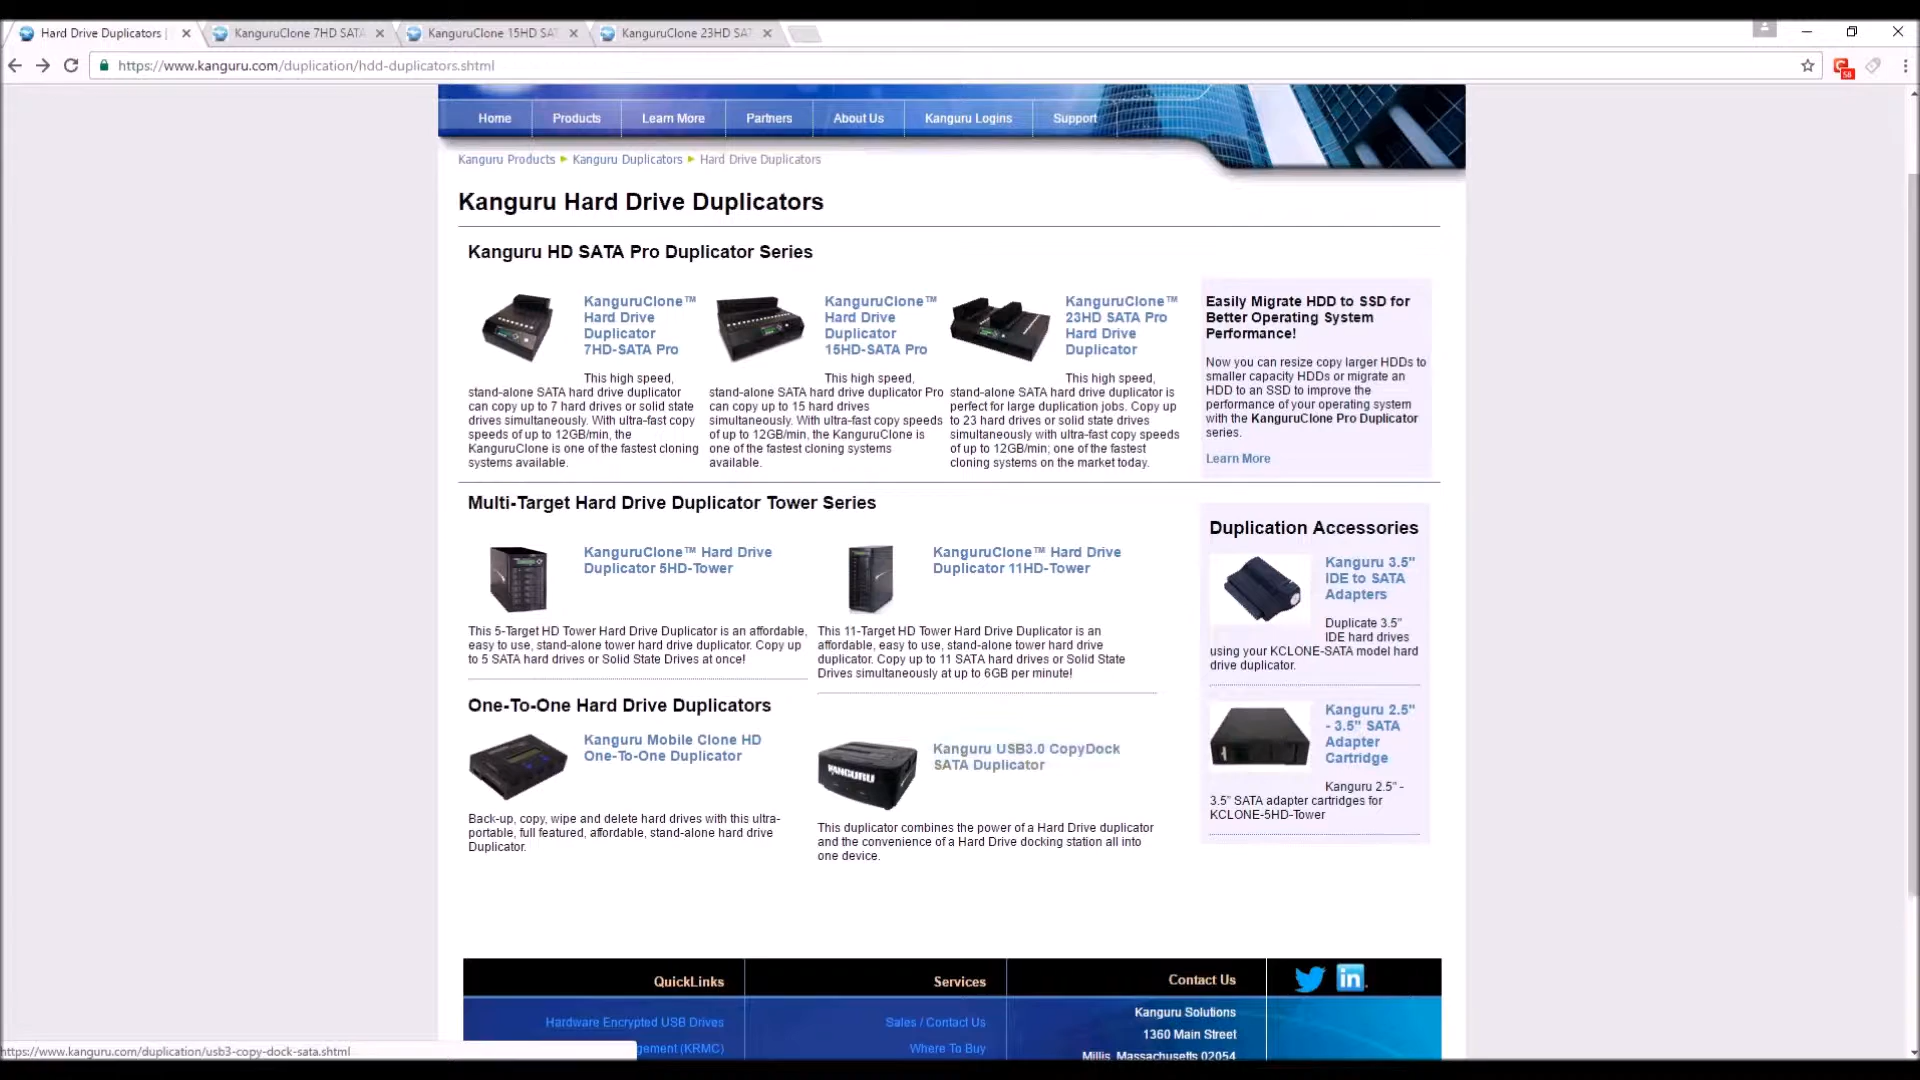 Hard Drive Duplicators |
KanguruClone 7HD SATA
KanguruClone 15HD SAT
KanguruClone 23HD SAT
https://www.kanguru.com/duplication/hdd-duplicators.shtml
58
Home
Products
Learn More
Partners
About Us
Kanguru Logins
Support
Kanguru Products
Kanguru Duplicators
Hard Drive Duplicators
Kanguru Hard Drive Duplicators
Kanguru HD SATA Pro Duplicator Series
KanguruClone™
Hard Drive
Duplicator
7HD-SATA Pro
This high speed,
stand-alone SATA hard drive duplicator
can copy up to 7 hard drives or solid state
drives simultaneously. With ultra-fast copy
speeds of up to 12GB/min, the
KanguruClone is one of the fastest cloning
systems available.
KanguruClone™
Hard Drive
Duplicator
15HD-SATA Pro
This high speed,
stand-alone SATA hard drive duplicator Pro
can copy up to 15 hard drives
simultaneously. With ultra-fast copy speeds
of up to 12GB/min, the KanguruClone is
one of the fastest cloning systems
available.
KanguruClone™
23HD SATA Pro
Hard Drive
Duplicator
This high speed,
stand-alone SATA hard drive duplicator is
perfect for large duplication jobs. Copy up
to 23 hard drives or solid state drives
simultaneously with ultra-fast copy speeds
of up to 12GB/min; one of the fastest
cloning systems on the market today.
Easily Migrate HDD to SSD for
Better Operating System
Performance!
Now you can resize copy larger HDDs to
smaller capacity HDDs or migrate an
HDD to an SSD to improve the
performance of your operating system
with the KanguruClone Pro Duplicator
series.
Learn More
Multi-Target Hard Drive Duplicator Tower Series
KanguruClone™ Hard Drive
Duplicator 5HD-Tower
This 5-Target HD Tower Hard Drive Duplicator is an affordable,
easy to use, stand-alone tower hard drive duplicator. Copy up
to 5 SATA hard drives or Solid State Drives at once!
KanguruClone™ Hard Drive
Duplicator 11HD-Tower
This 11-Target HD Tower Hard Drive Duplicator is an
affordable, easy to use, stand-alone tower hard drive
duplicator. Copy up to 11 SATA hard drives or Solid State
Drives simultaneously at up to 6GB per minute!
Duplication Accessories
Kanguru 3.5"
IDE to SATA
Adapters
Duplicate 3.5"
IDE hard drives
using your KCLONE-SATA model hard
drive duplicator.
Kanguru 2.5"
- 3.5" SATA
Adapter
Cartridge
Kanguru 2.5" -
3.5" SATA adapter cartridges for
KCLONE-5HD-Tower
One-To-One Hard Drive Duplicators
Kanguru Mobile Clone HD
One-To-One Duplicator
Back-up, copy, wipe and delete hard drives with this ultra-
portable, full featured, affordable, stand-alone hard drive
Duplicator.
KANGURU
Kanguru USB3.0 CopyDock
SATA Duplicator
This duplicator combines the power of a Hard Drive duplicator
and the convenience of a Hard Drive docking station all into
one device.
QuickLinks
Services
Contact Us
in
Hardware Encrypted USB Drives
Sales / Contact Us
Kanguru Solutions
1360 Main Street
gement (KRMC)
Where To Buy
Millis, Massachusetts 02054
https://www.kanguru.com/duplication/usb3-copy-dock-sata.shtml